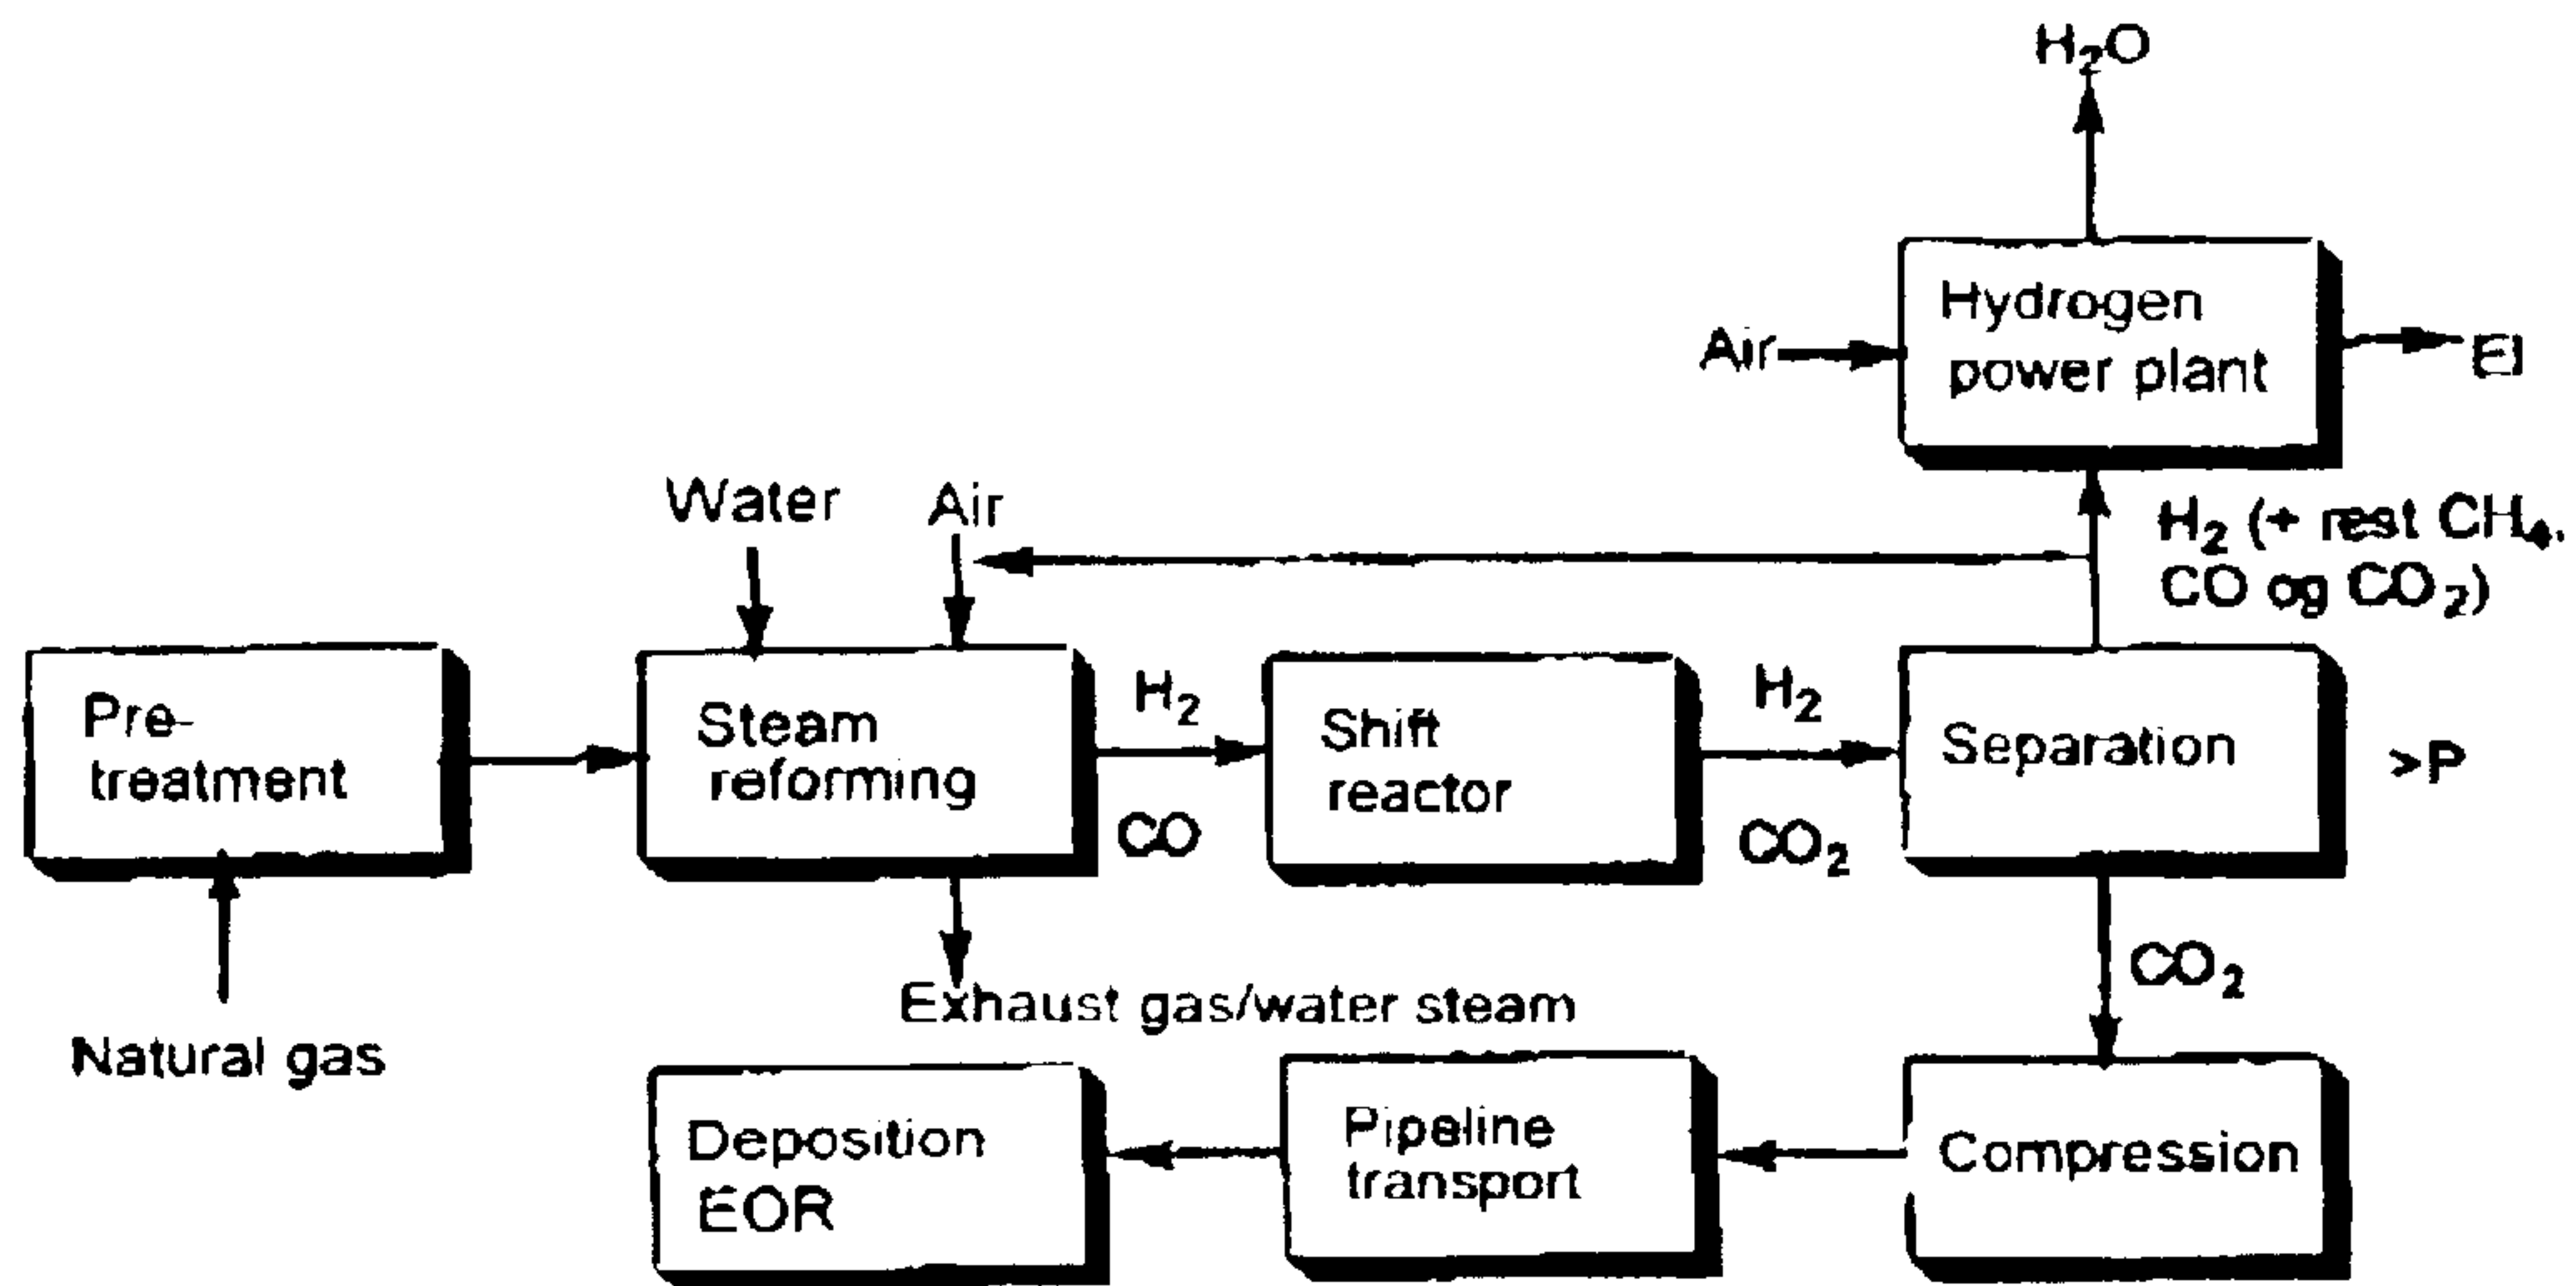 H₂O
Hydrogen
power plant
Air
El
Water
Air
H₂ (+ rest CH₄,
CO og CO₂)
Pre-
treatment
Steam
reforming
H₂
CO
Shift
reactor
H₂
CO₂
Separation
>P
CO₂
Exhaust gas/water steam
Natural gas
Deposition
EOR
Pipeline
transport
Compression